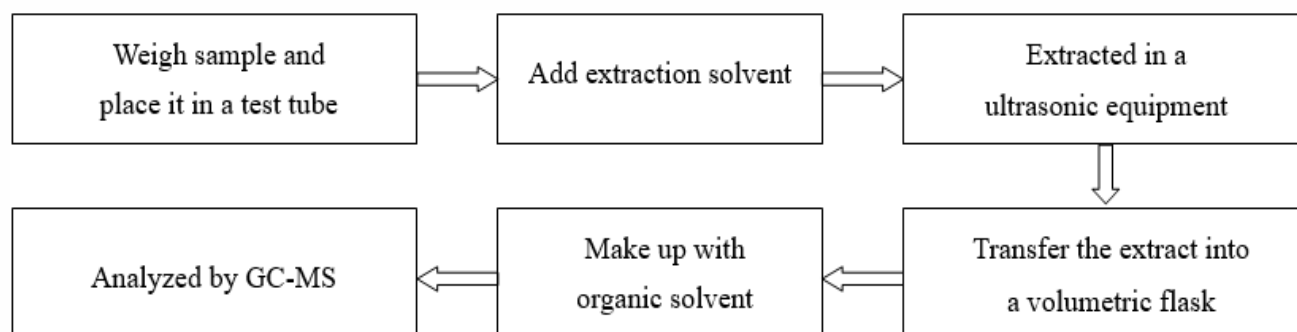 Weigh sample and
place it in a test tube
Add extraction solvent
Extracted in a
ultrasonic equipment
Transfer the extract into
a volumetric flask
Make up with
organic solvent
Analyzed by GC-MS